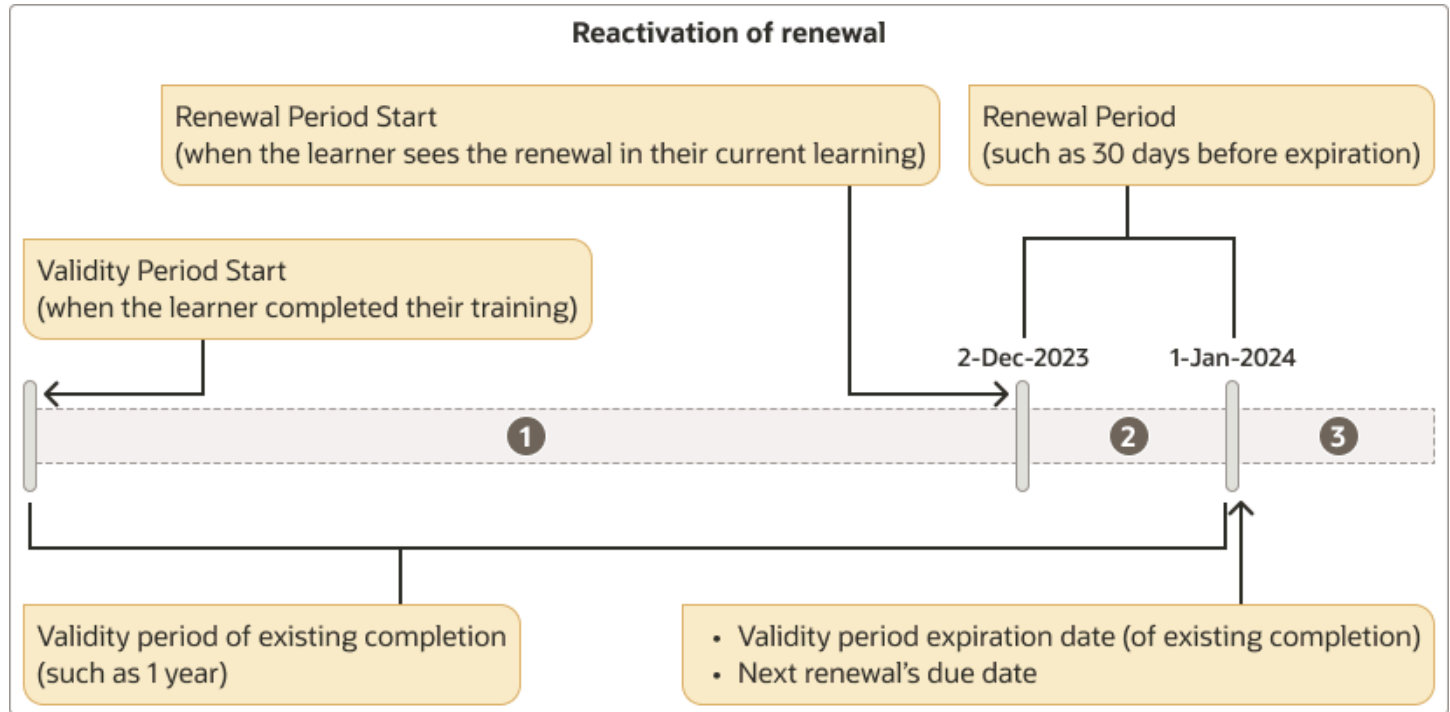 Reactivation of renewal
Renewal Period Start
(when the learner sees the renewal in their current learning)
Renewal Period
(such as 30 days before expiration)
Validity Period Start
(when the learner completed their training)
2-Dec-2023
1-Jan-2024
1
2
3
Validity period of existing completion
(such as 1 year)
• Validity period expiration date (of existing completion)
• Next renewal’s due date